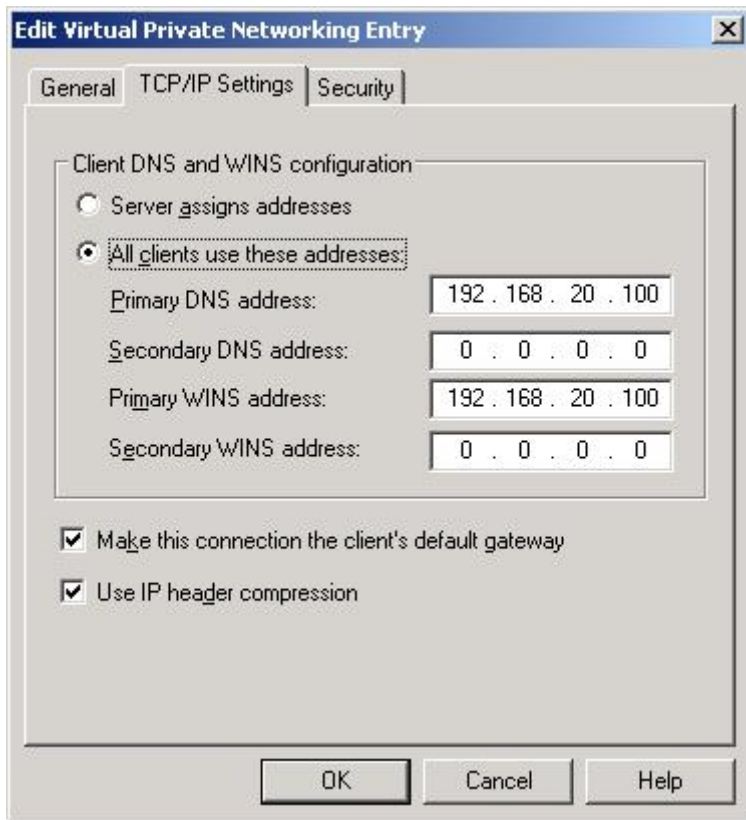 Edit Virtual Private Networking Entry
General TCP/IP Settings Security
Client DNS and WINS configuration
Server assigns addresses
All clients use these addresses:
Primary DNS address: 192 . 168 . 20 . 100
Secondary DNS address: 0 . 0 . 0 . 0
Primary WINS address: 192 . 168 . 20 . 100
Secondary WINS address: 0 . 0 . 0 . 0
Make this connection the client's default gateway
Use IP header compression
OK Cancel Help